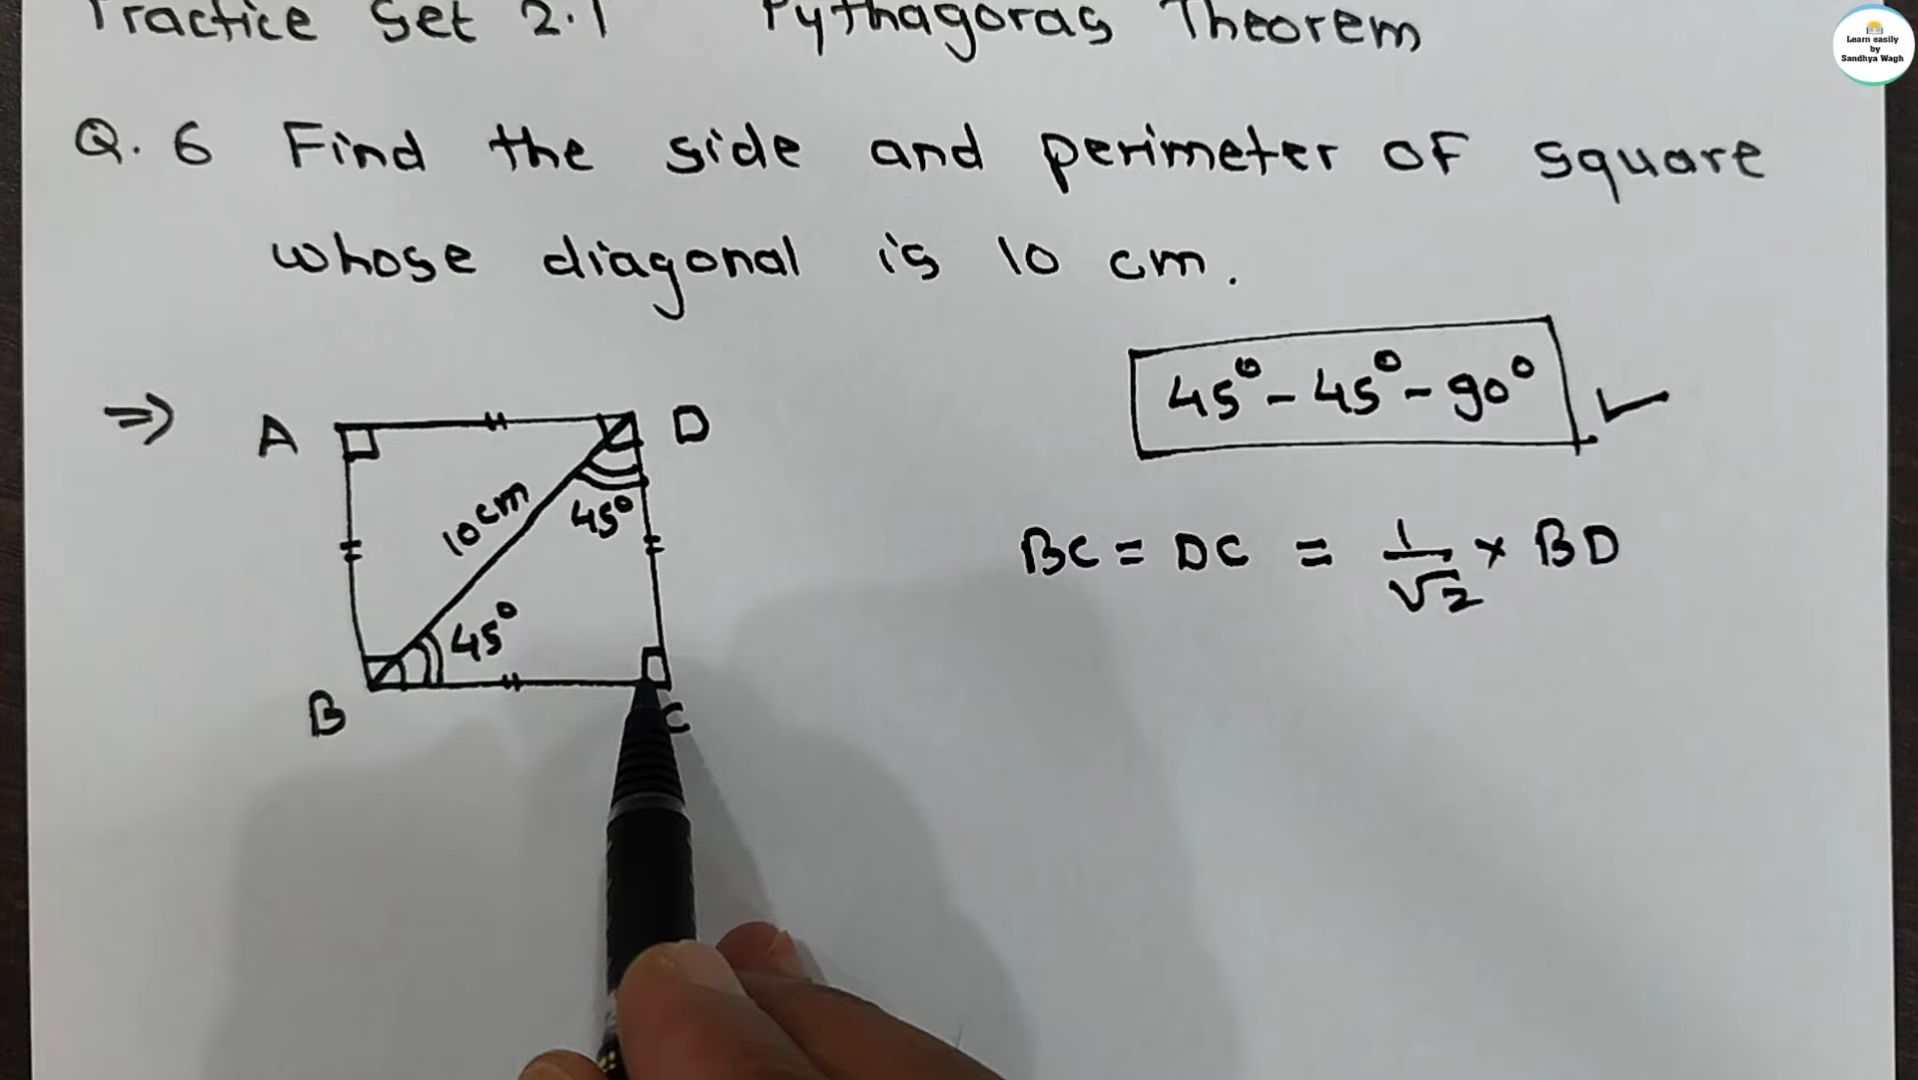 Practice Set 2.1 Pythagoras Theorem
Learn easily
by
Sandhya Wagh
Q. 6 Find the side and perimeter of square
whose diagonal is 10 cm.
45° - 45° - 90° ✓
⇒ A D
10 cm 45°
BC = DC = 1/√2 × BD
45°
B C